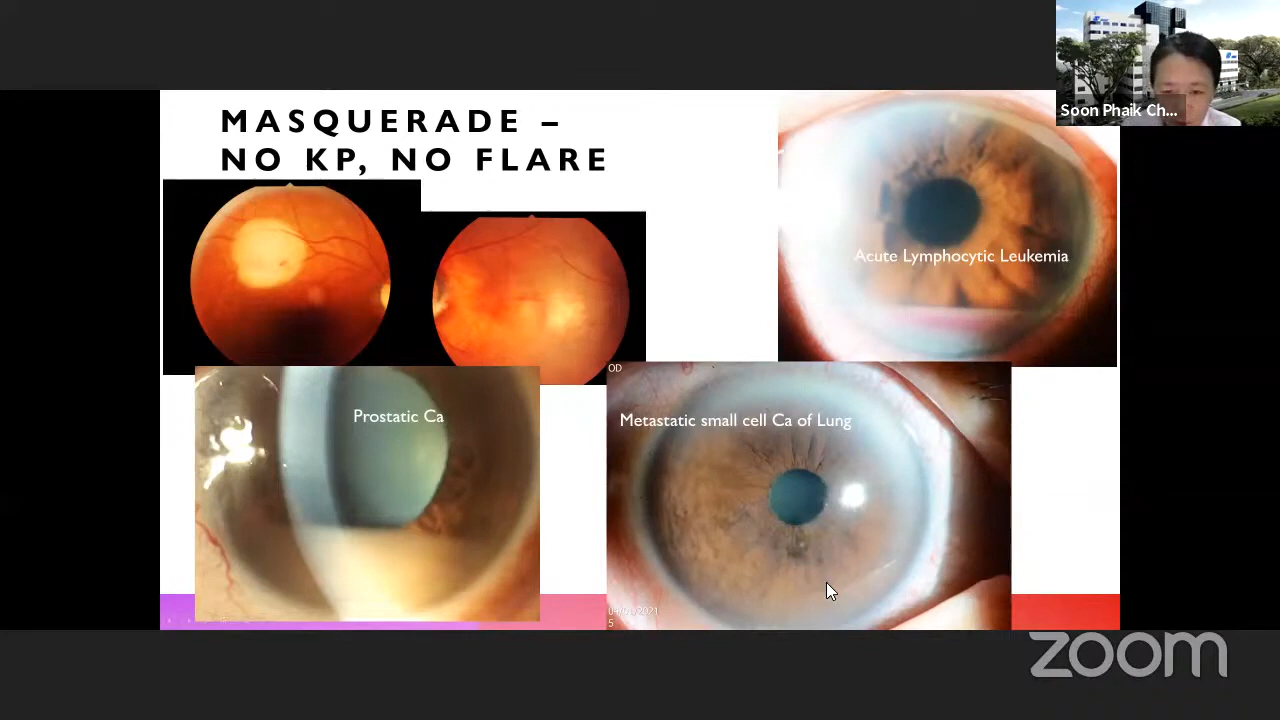 MASQUERADE –
NO KP, NO FLARE
Soon Phaik Ch...
Acute Lymphocytic Leukemia
Prostatic Ca
OD
Metastatic small cell Ca of Lung
5
zoom